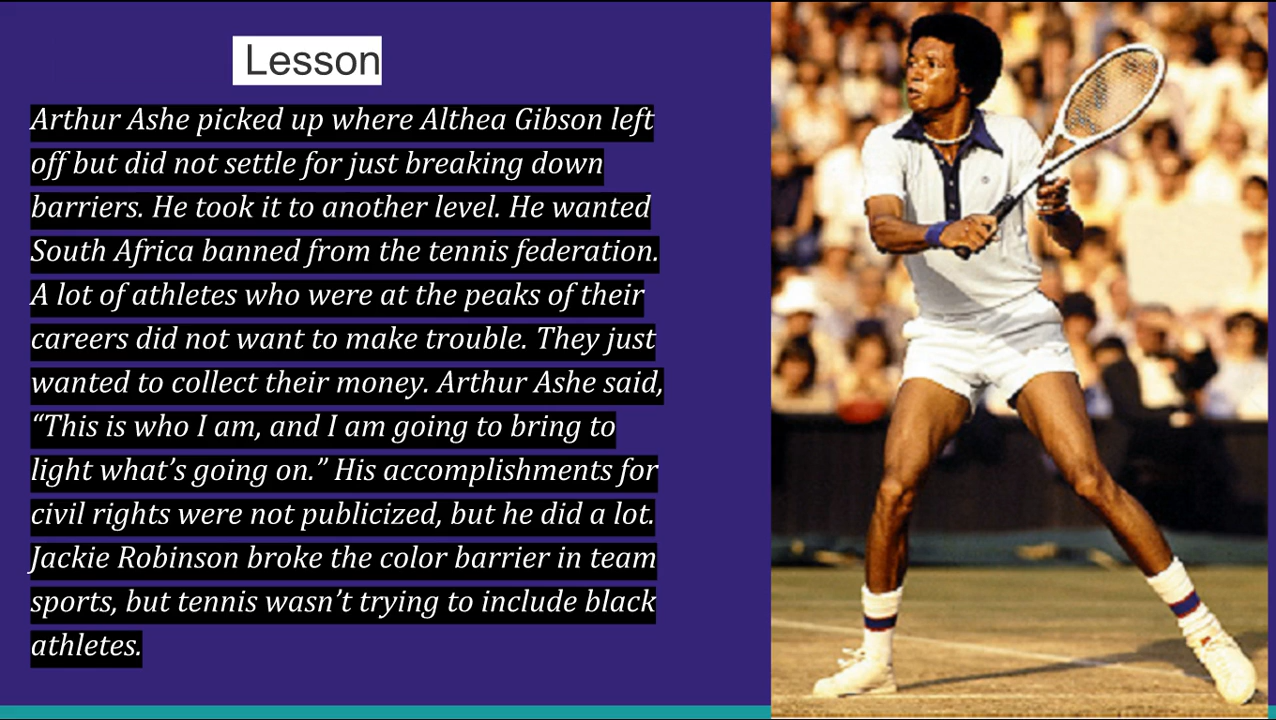 Lesson
Arthur Ashe picked up where Althea Gibson left
off but did not settle for just breaking down
barriers. He took it to another level. He wanted
South Africa banned from the tennis federation.
A lot of athletes who were at the peaks of their
careers did not want to make trouble. They just
wanted to collect their money. Arthur Ashe said,
“This is who I am, and I am going to bring to
light what’s going on.” His accomplishments for
civil rights were not publicized, but he did a lot.
Jackie Robinson broke the color barrier in team
sports, but tennis wasn’t trying to include black
athletes.